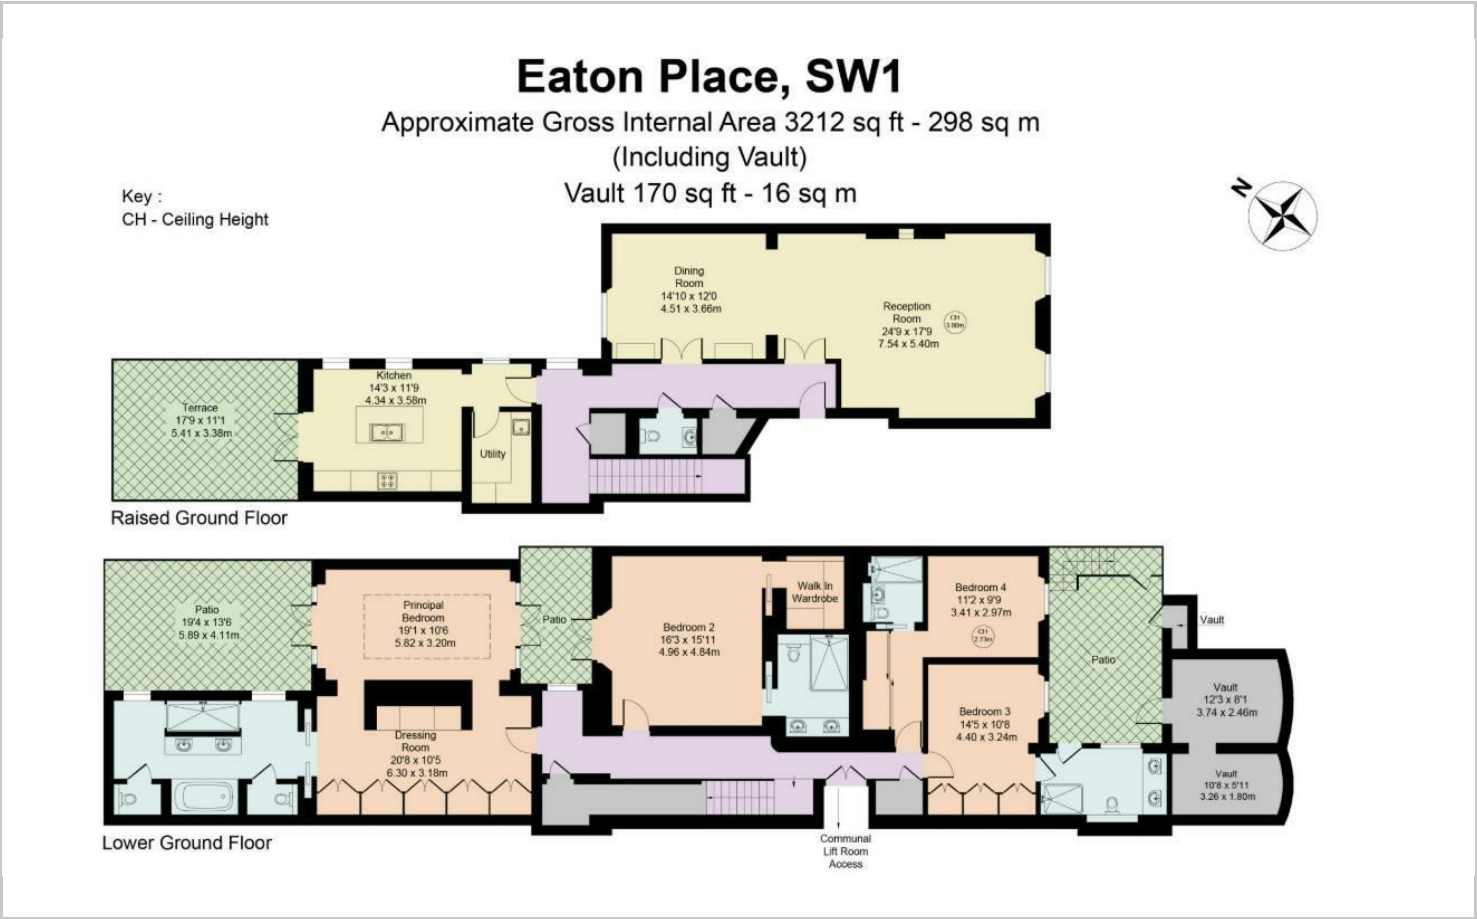 Eaton Place, SW1
Approximate Gross Internal Area 3212 sq ft - 298 sq m
(Including Vault)
Vault 170 sq ft - 16 sq m
Key :
CH - Ceiling Height
N
Dining
Room
14'10 x 12'0
4.51 x 3.66m
Reception
Room
24'9 x 17'9
7.54 x 5.40m
CH
3.80m
Kitchen
14'3 x 11'9
4.34 x 3.58m
Terrace
17'9 x 11'1
5.41 x 3.38m
Utility
Raised Ground Floor
Patio
19'4 x 13'6
5.89 x 4.11m
Principal
Bedroom
19'1 x 10'6
5.82 x 3.20m
Patio
Bedroom 2
16'3 x 15'11
4.96 x 4.84m
Walk In
Wardrobe
Bedroom 4
11'2 x 9'9
3.41 x 2.97m
CH
2.73m
Vault
Patio
Vault
12'3 x 8'1
3.74 x 2.46m
Bedroom 3
14'5 x 10'8
4.40 x 3.24m
Dressing
Room
20'8 x 10'5
6.30 x 3.18m
Vault
10'8 x 5'11
3.26 x 1.80m
Lower Ground Floor
Communal
Lift Room
Access